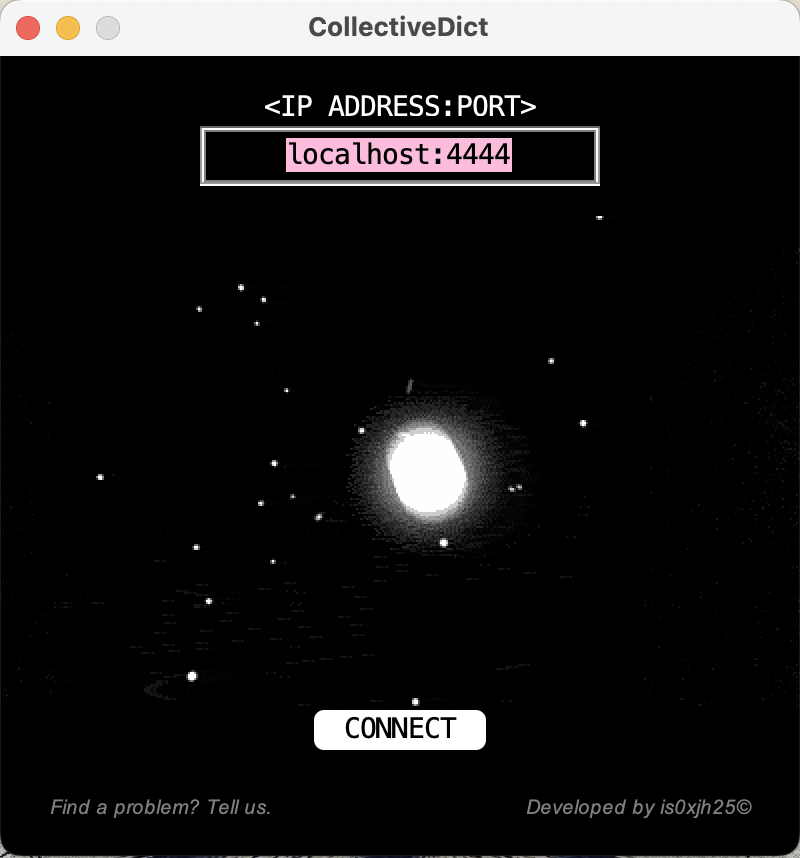 CollectiveDict
<IP ADDRESS:PORT>
localhost:4444
CONNECT
Find a problem? Tell us.
Developed by is0xjh25©